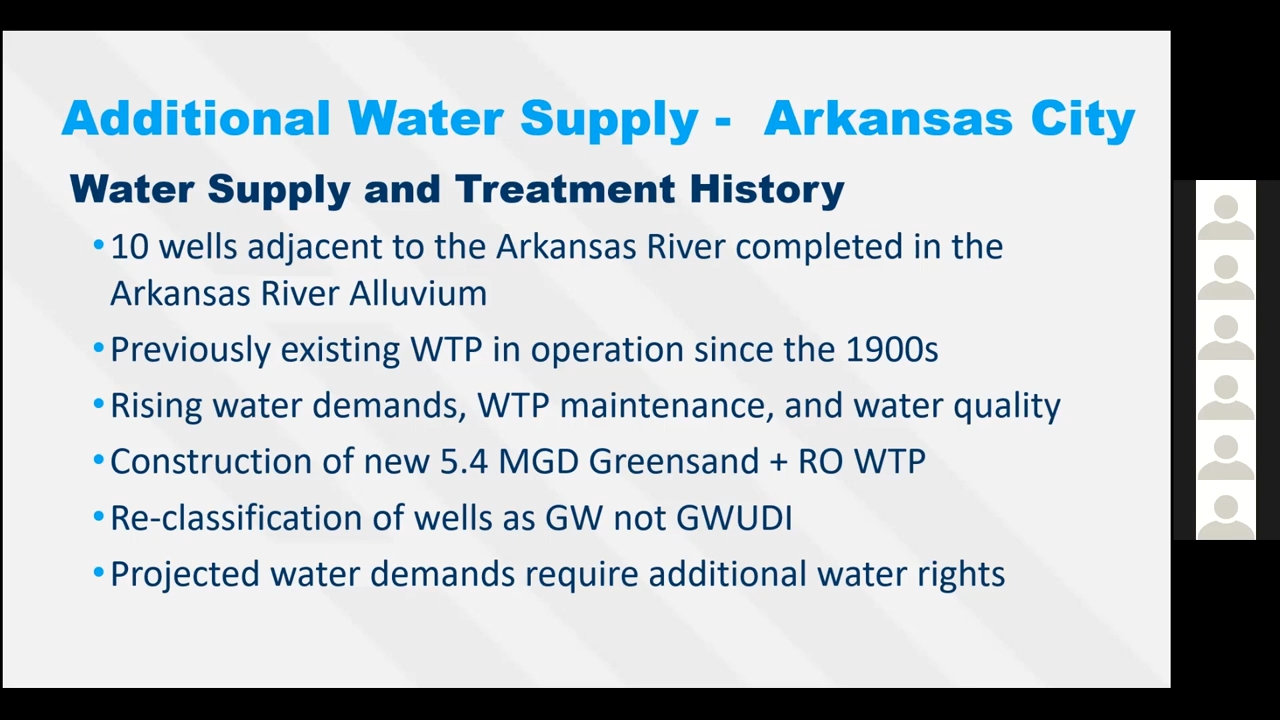 Additional Water Supply -  Arkansas City
Water Supply and Treatment History
•10 wells adjacent to the Arkansas River completed in the
Arkansas River Alluvium
•Previously existing WTP in operation since the 1900s
•Rising water demands, WTP maintenance, and water quality
•Construction of new 5.4 MGD Greensand + RO WTP
•Re-classification of wells as GW not GWUDI
•Projected water demands require additional water rights